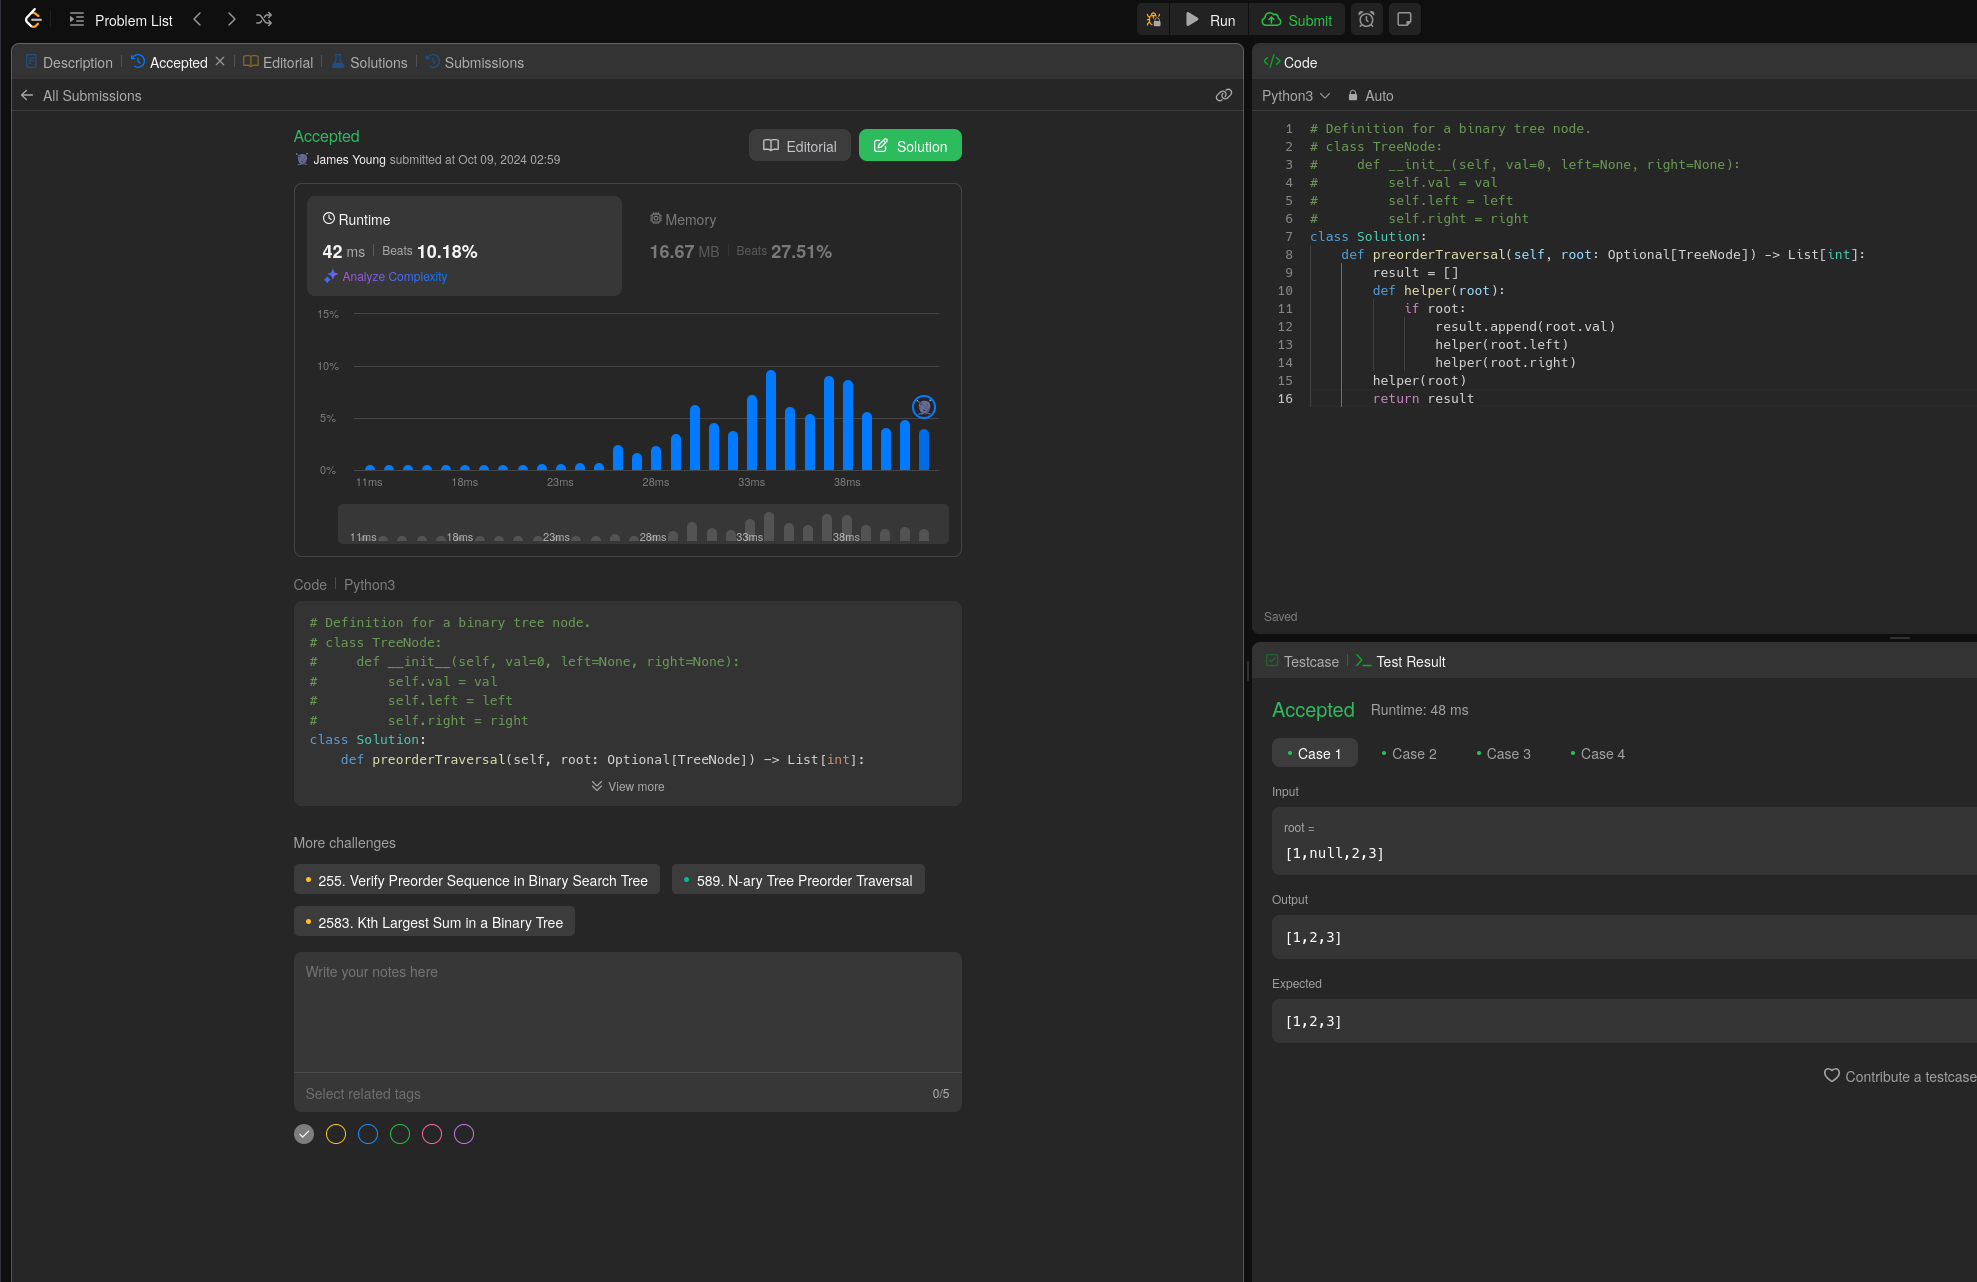 Problem List
Run
Submit
Description
Accepted
Editorial
Solutions
Submissions
All Submissions
Accepted
James Young submitted at Oct 09, 2024 02:59
Editorial
Solution
Runtime
42 ms
Beats 10.18%
Analyze Complexity
Memory
16.67 MB
Beats 27.51%
15%
10%
5%
0%
11ms 18ms 23ms 28ms 33ms 38ms
11ms 18ms 23ms 28ms 33ms 38ms
Code
Python3
# Definition for a binary tree node.
# class TreeNode:
#     def __init__(self, val=0, left=None, right=None):
#         self.val = val
#         self.left = left
#         self.right = right
class Solution:
    def preorderTraversal(self, root: Optional[TreeNode]) -> List[int]:
View more
More challenges
255. Verify Preorder Sequence in Binary Search Tree
589. N-ary Tree Preorder Traversal
2583. Kth Largest Sum in a Binary Tree
Write your notes here
Select related tags
0/5
</> Code
Python3
Auto
1 # Definition for a binary tree node.
2 # class TreeNode:
3 #     def __init__(self, val=0, left=None, right=None):
4 #         self.val = val
5 #         self.left = left
6 #         self.right = right
7 class Solution:
8     def preorderTraversal(self, root: Optional[TreeNode]) -> List[int]:
9         result = []
10         def helper(root):
11             if root:
12                 result.append(root.val)
13                 helper(root.left)
14                 helper(root.right)
15         helper(root)
16         return result
Saved
Testcase
Test Result
Accepted
Runtime: 48 ms
Case 1
Case 2
Case 3
Case 4
Input
root =
[1,null,2,3]
Output
[1,2,3]
Expected
[1,2,3]
Contribute a testcase